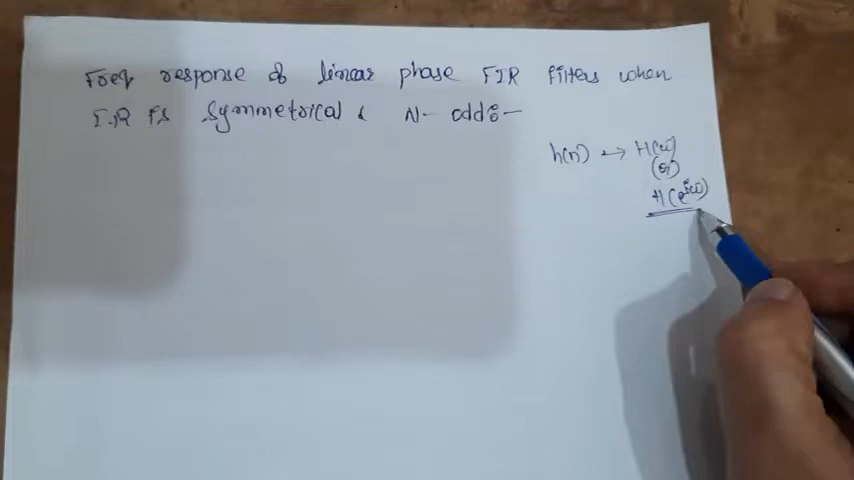 Freq response of linear phase FIR filters when
I.R is Symmetrical & N- odd:-
h(n) ↔ H(ω)
(or)
H(e^jω)